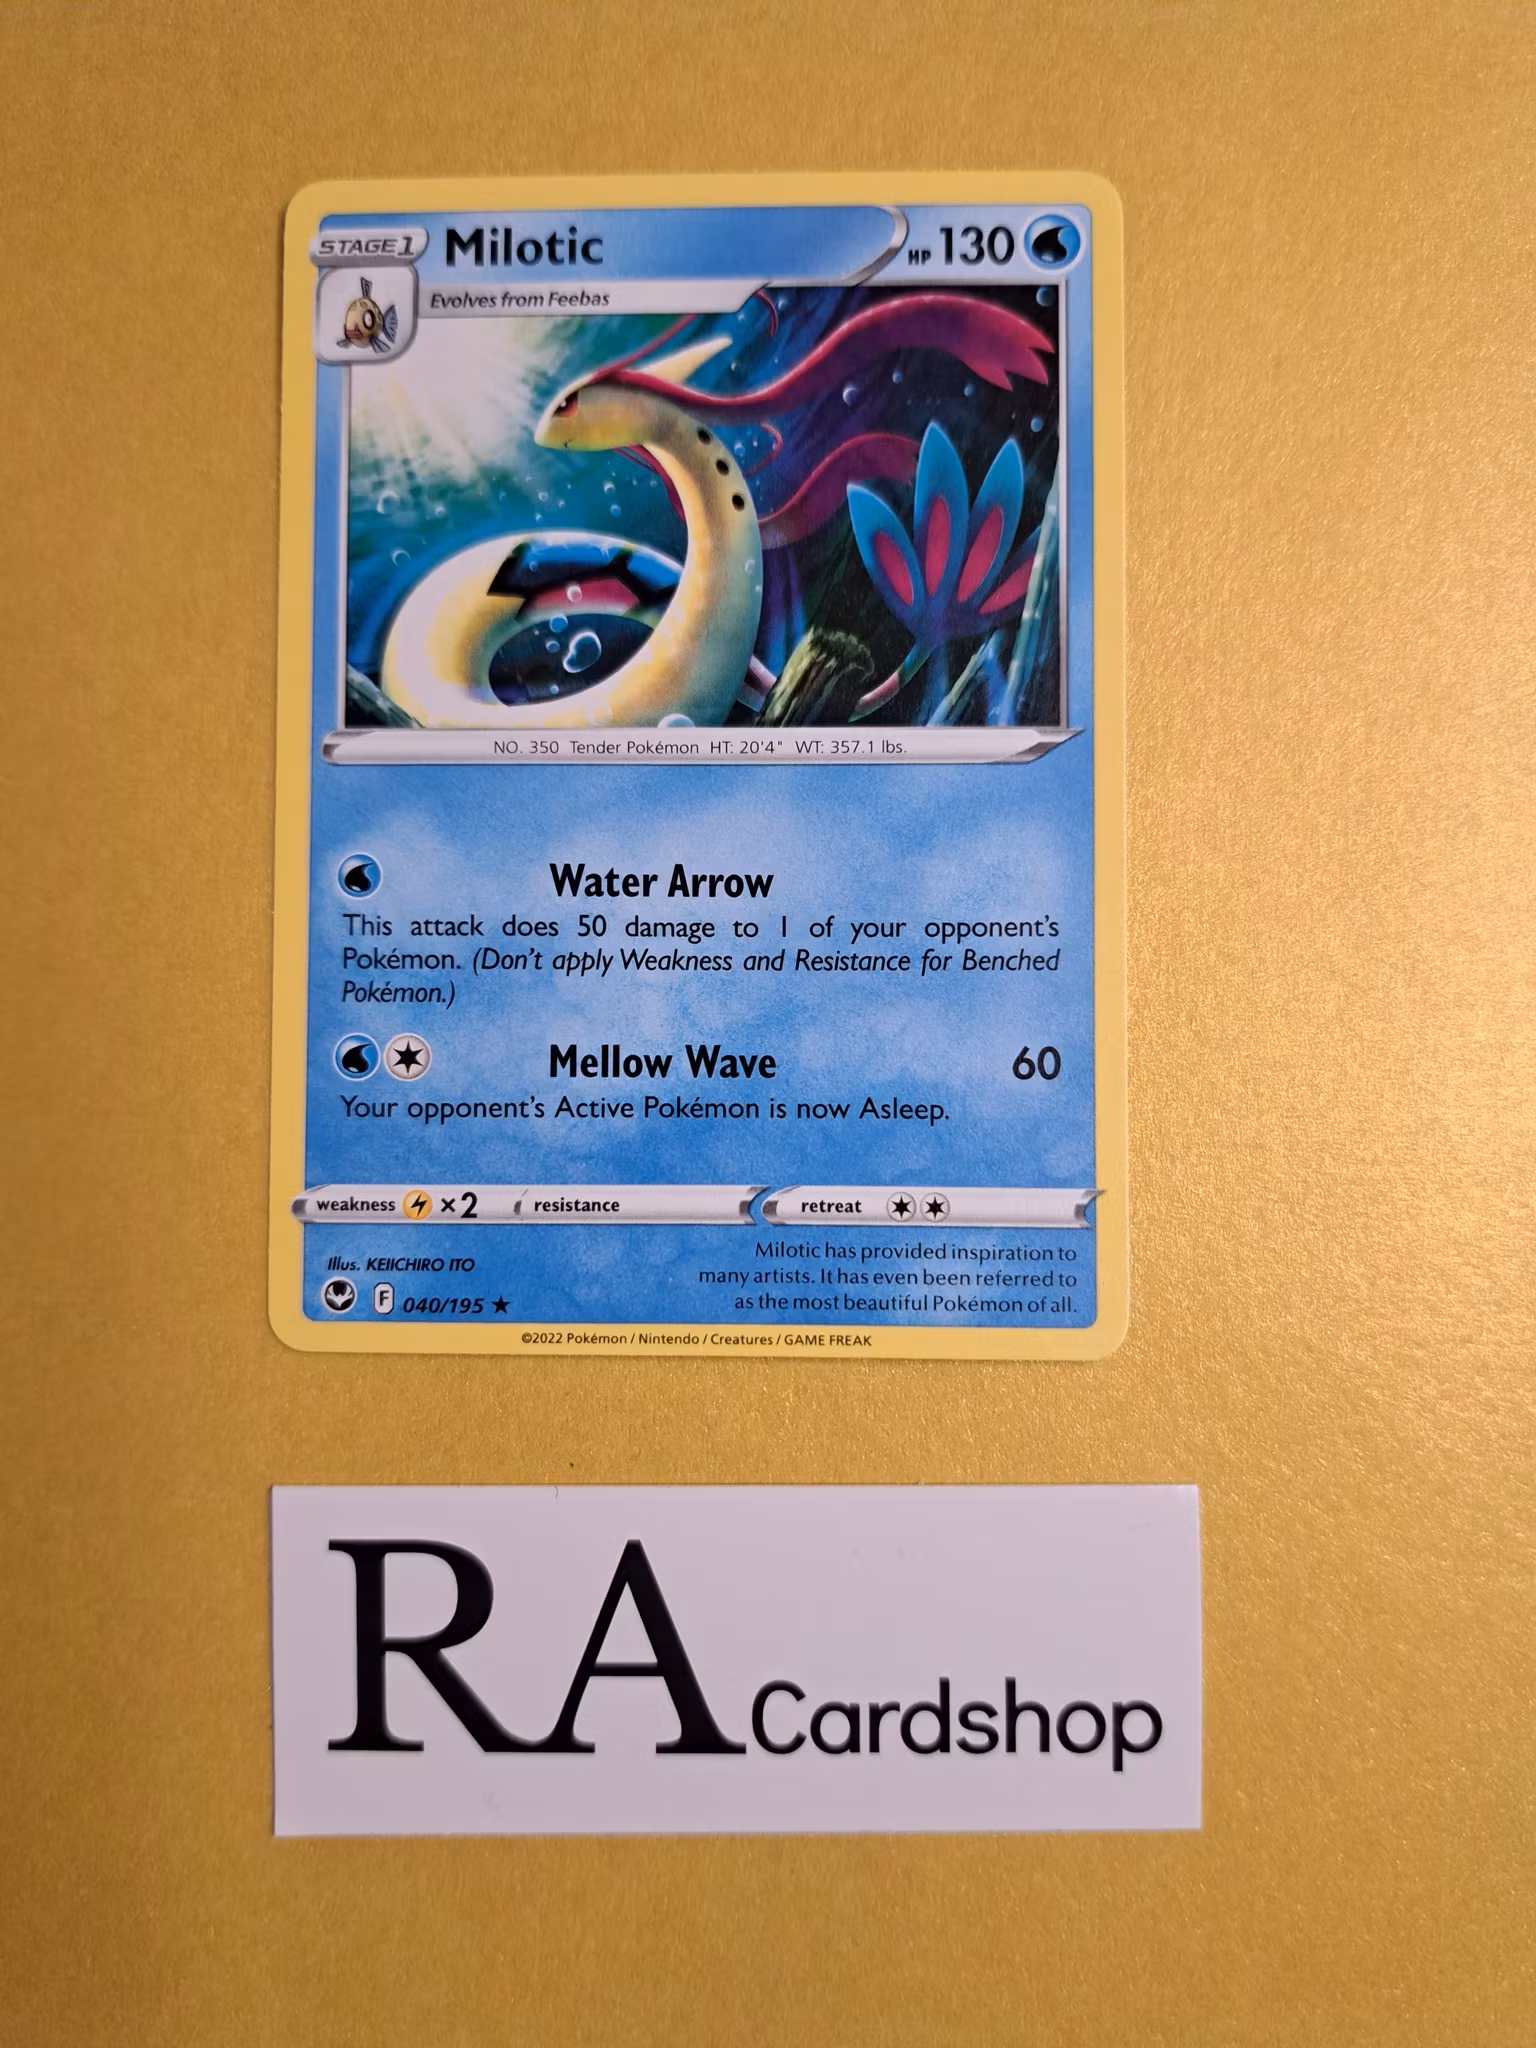 STAGE 1 Milotic HP 130
Evolves from Feebas
NO. 350 Tender Pokémon HT: 20'4" WT: 357.1 lbs.
Water Arrow
This attack does 50 damage to 1 of your opponent's
Pokémon. (Don't apply Weakness and Resistance for Benched
Pokémon.)
Mellow Wave 60
Your opponent's Active Pokémon is now Asleep.
weakness ×2 resistance retreat
Illus. KEIICHIRO ITO
F 040/195 ★
Milotic has provided inspiration to
many artists. It has even been referred to
as the most beautiful Pokémon of all.
©2022 Pokémon / Nintendo / Creatures / GAME FREAK
RA Cardshop